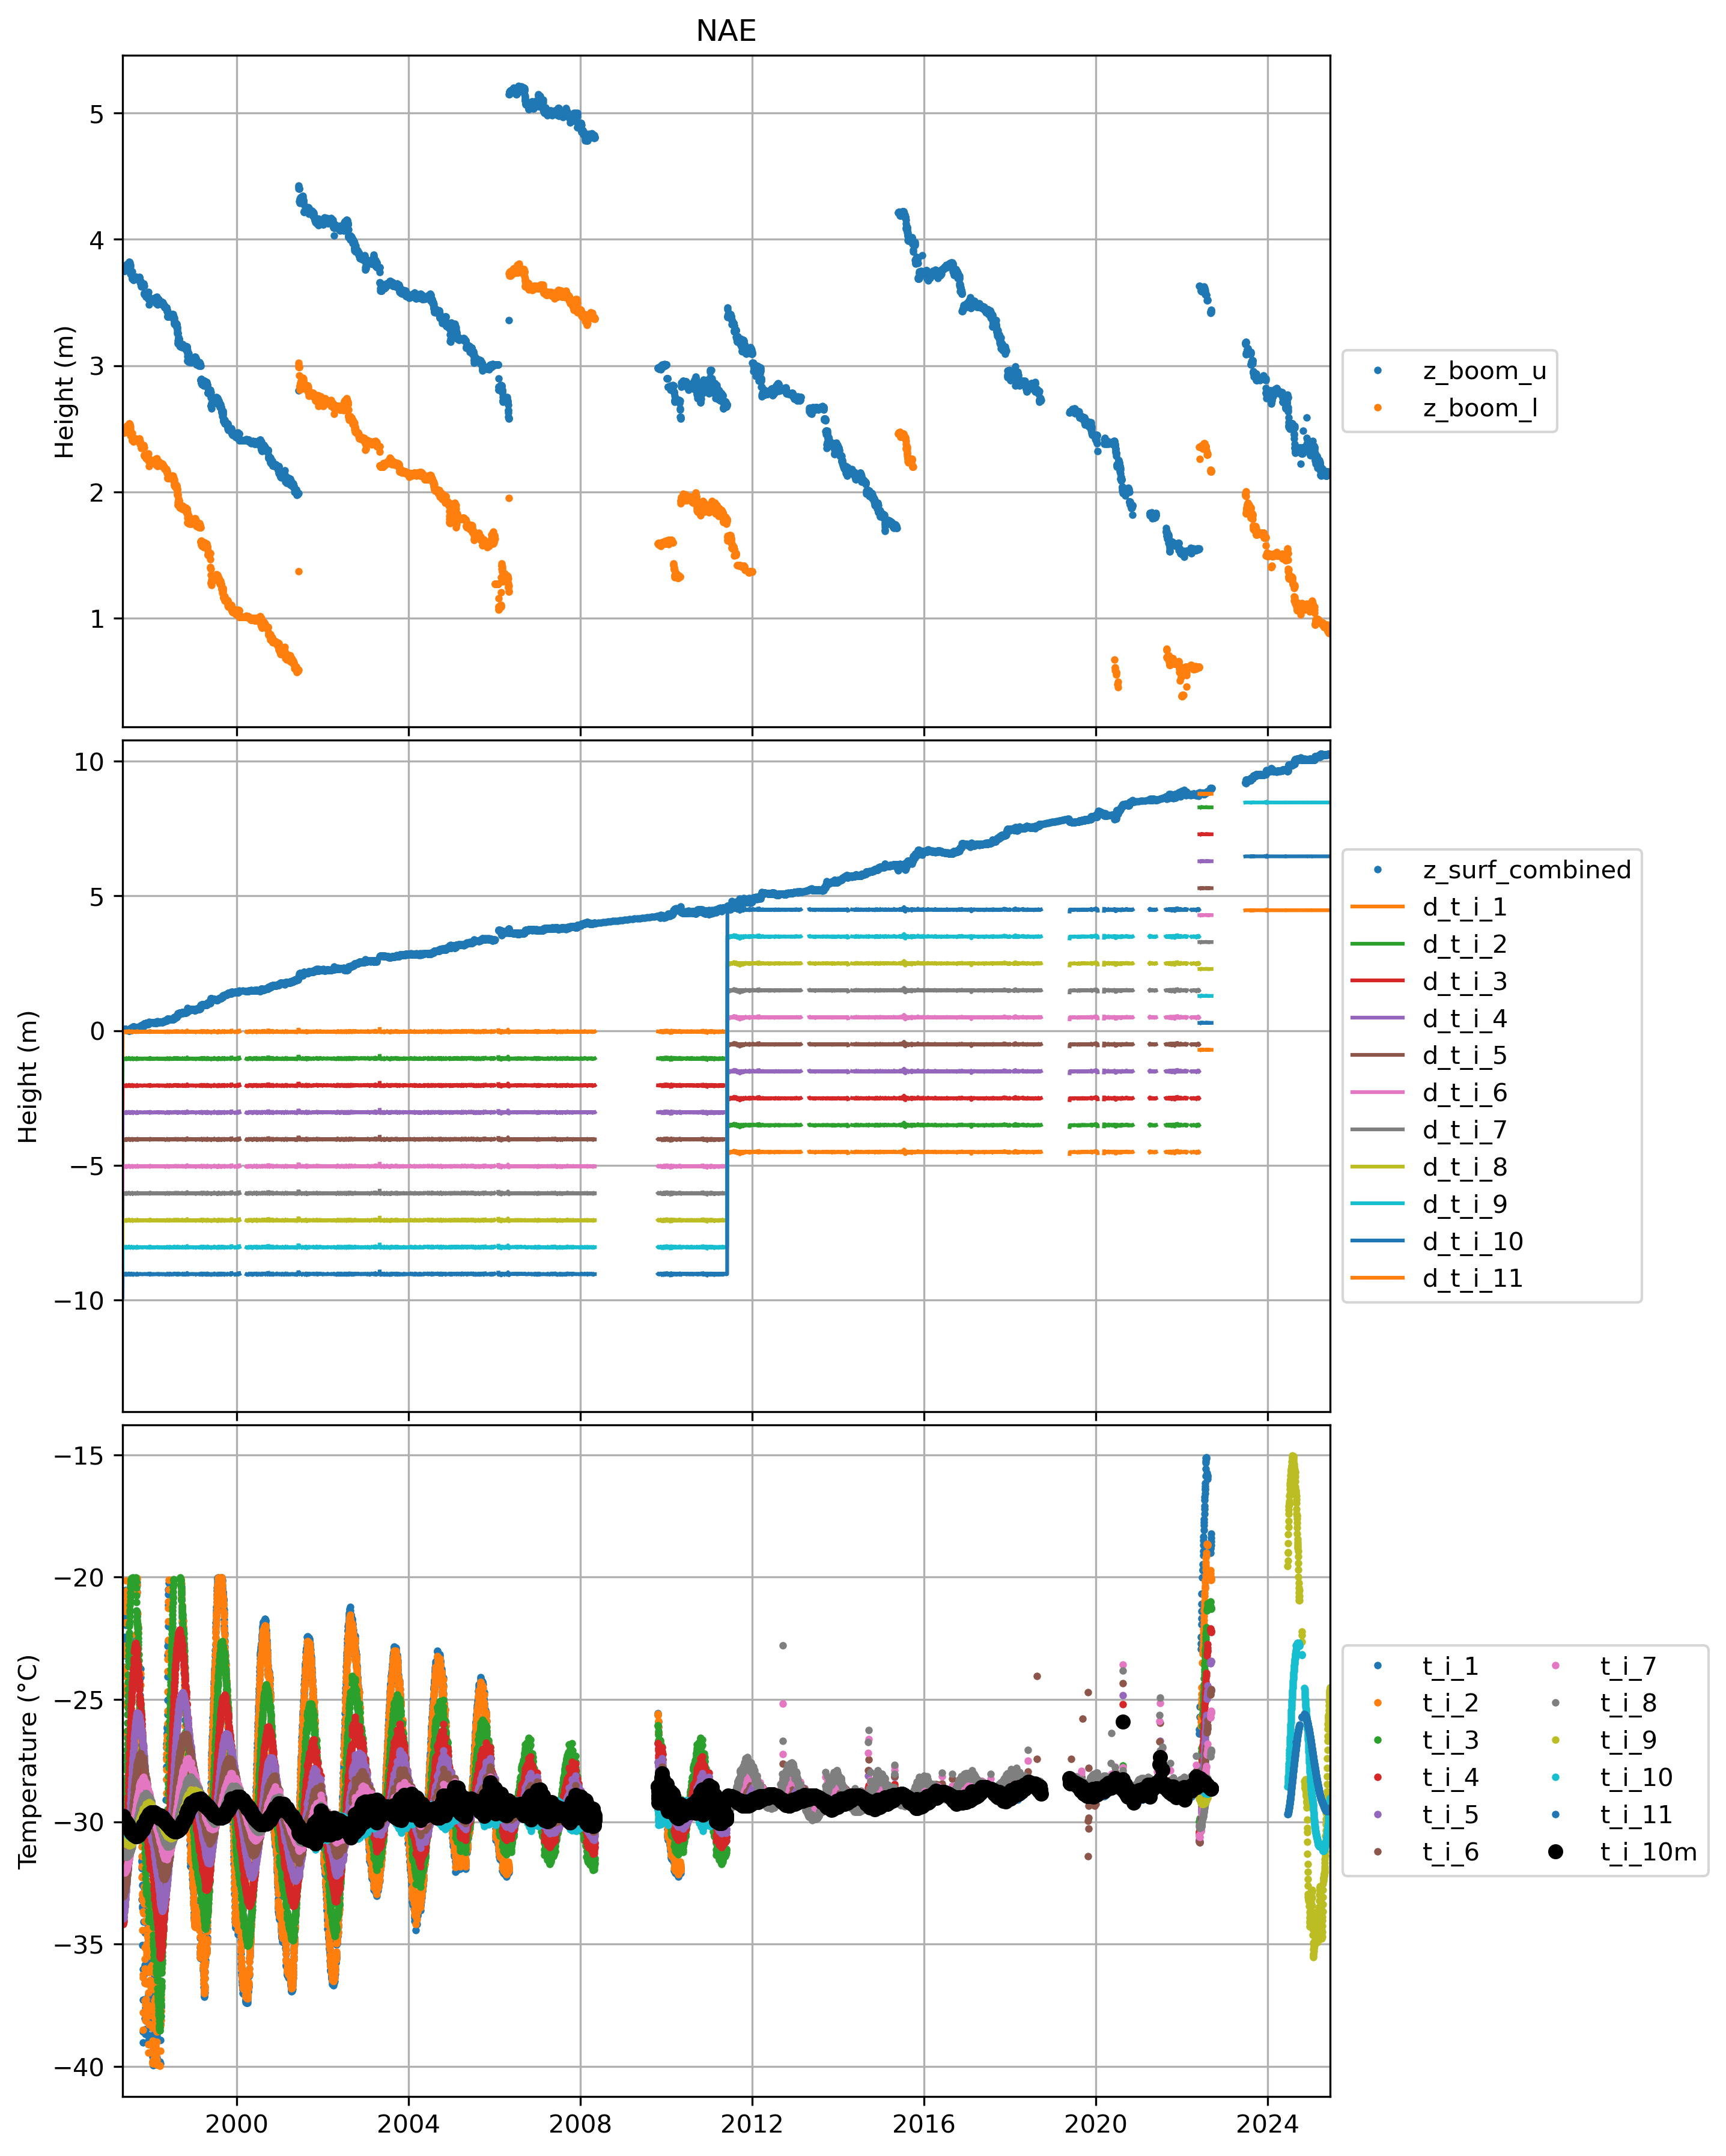 NAE
5
4
3
2
1
Height (m)
z_boom_u
z_boom_l
10
5
0
−5
−10
Height (m)
z_surf_combined
d_t_i_1
d_t_i_2
d_t_i_3
d_t_i_4
d_t_i_5
d_t_i_6
d_t_i_7
d_t_i_8
d_t_i_9
d_t_i_10
d_t_i_11
−15
−20
−25
−30
−35
−40
Temperature (°C)
t_i_1
t_i_2
t_i_3
t_i_4
t_i_5
t_i_6
t_i_7
t_i_8
t_i_9
t_i_10
t_i_11
t_i_10m
2000 2004 2008 2012 2016 2020 2024